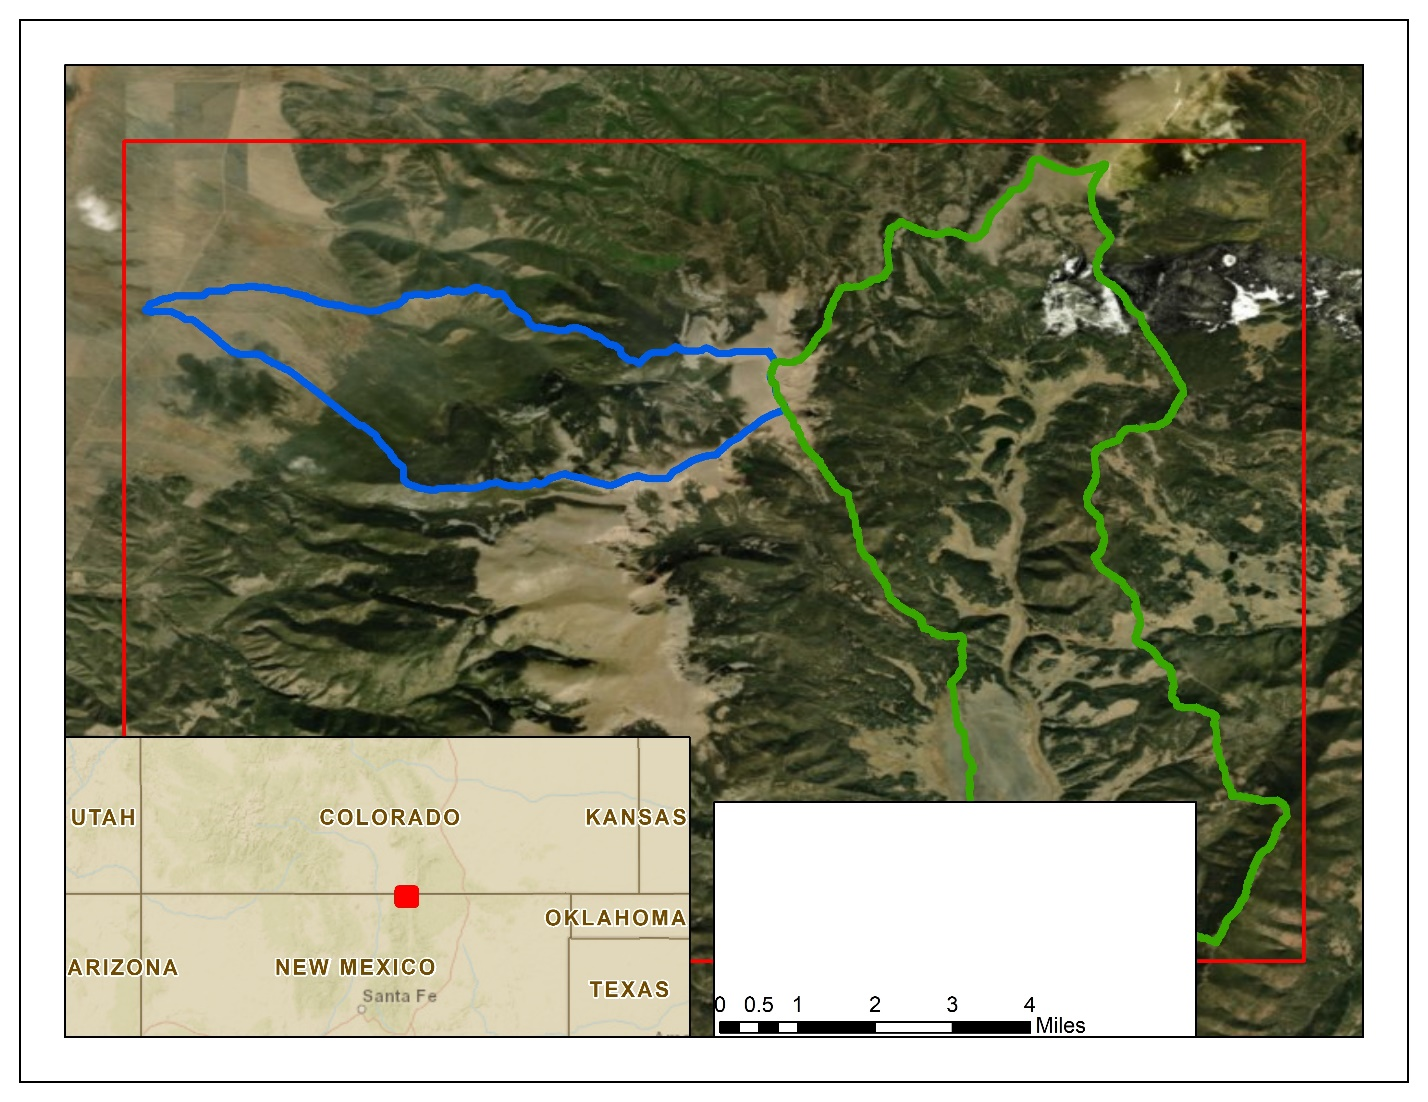 UTAH COLORADO KANSAS
OKLAHOMA
ARIZONA NEW MEXICO
TEXAS
Santa Fe
0 0.5 1 2 3 4
Miles